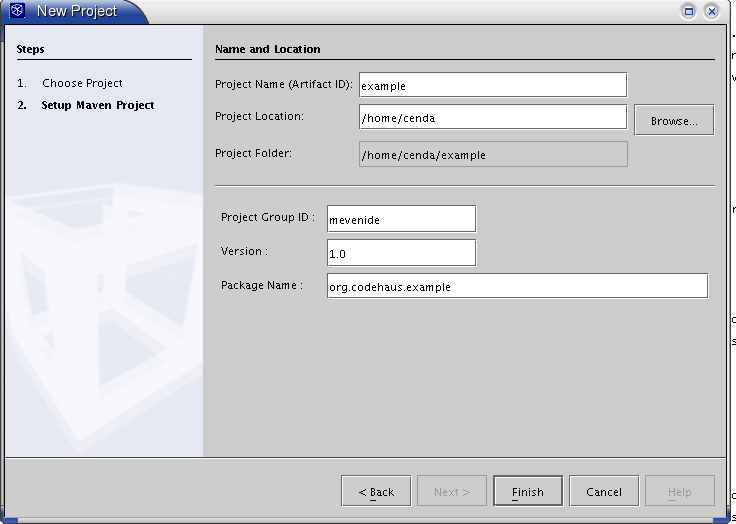 New Project
Steps
1. Choose Project
2. Setup Maven Project
Name and Location
Project Name (Artifact ID): example
Project Location: /home/cenda Browse...
Project Folder: /home/cenda/example
Project Group ID : mevenide
Version : 1.0
Package Name : org.codehaus.example
< Back Next > Finish Cancel Help